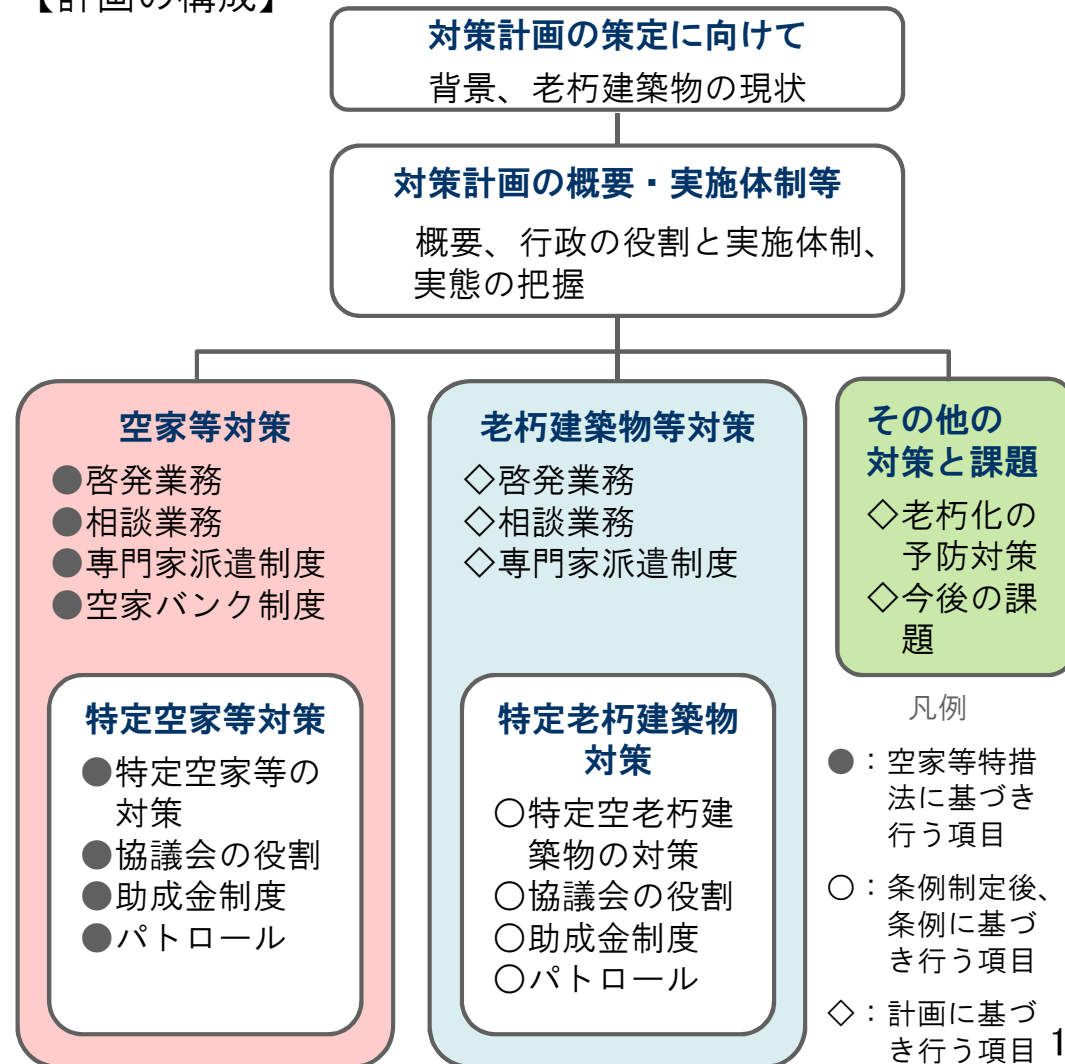 【計画の構成】
対策計画の策定に向けて
背景、老朽建築物の現状
対策計画の概要・実施体制等
概要、行政の役割と実施体制、
実態の把握
空家等対策
●啓発業務
●相談業務
●専門家派遣制度
●空家バンク制度
特定空家等対策
●特定空家等の
対策
●協議会の役割
●助成金制度
●パトロール
老朽建築物等対策
◇啓発業務
◇相談業務
◇専門家派遣制度
特定老朽建築物
対策
○特定空老朽建
築物の対策
○協議会の役割
○助成金制度
○パトロール
その他の
対策と課題
◇老朽化の
予防対策
◇今後の課
題
凡例
●：空家等特措
法に基づき
行う項目
○：条例制定後、
条例に基づ
き行う項目
◇：計画に基づ
き行う項目
1